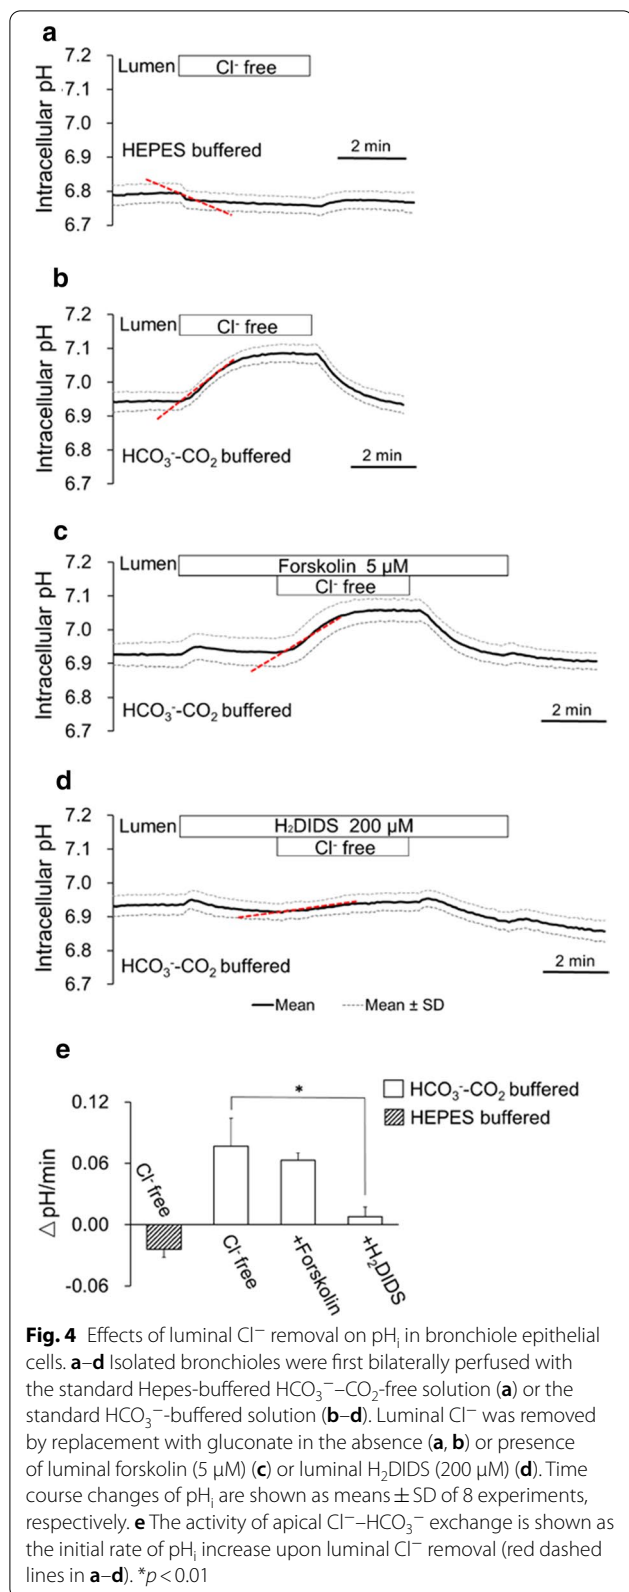 a
7.2
Lumen
Cl⁻ free
7.1
7.0
HEPES buffered
2 min
6.9
6.8
6.7
Intracellular pH
b
7.2
Lumen
Cl⁻ free
7.1
7.0
6.9
6.8
HCO₃⁻-CO₂ buffered
2 min
6.7
Intracellular pH
c
7.2
Lumen
Forskolin 5 µM
Cl⁻ free
7.1
7.0
6.9
6.8
HCO₃⁻-CO₂ buffered
2 min
6.7
Intracellular pH
d
7.2
Lumen
H₂DIDS 200 µM
Cl⁻ free
7.1
7.0
6.9
6.8
HCO₃⁻-CO₂ buffered
2 min
6.7
Intracellular pH
Mean
Mean ± SD
e
*
HCO₃⁻-CO₂ buffered
HEPES buffered
0.12
0.06
0.00
-0.06
△pH/min
Cl⁻free
Cl⁻free
+Forskolin
+H₂DIDS
Fig. 4 Effects of luminal Cl⁻ removal on pHᵢ in bronchiole epithelial
cells. a–d Isolated bronchioles were first bilaterally perfused with
the standard Hepes-buffered HCO₃⁻–CO₂-free solution (a) or the
standard HCO₃⁻-buffered solution (b–d). Luminal Cl⁻ was removed
by replacement with gluconate in the absence (a, b) or presence
of luminal forskolin (5 µM) (c) or luminal H₂DIDS (200 µM) (d). Time
course changes of pHᵢ are shown as means ± SD of 8 experiments,
respectively. e The activity of apical Cl⁻–HCO₃⁻ exchange is shown as
the initial rate of pHᵢ increase upon luminal Cl⁻ removal (red dashed
lines in a–d). *p < 0.01